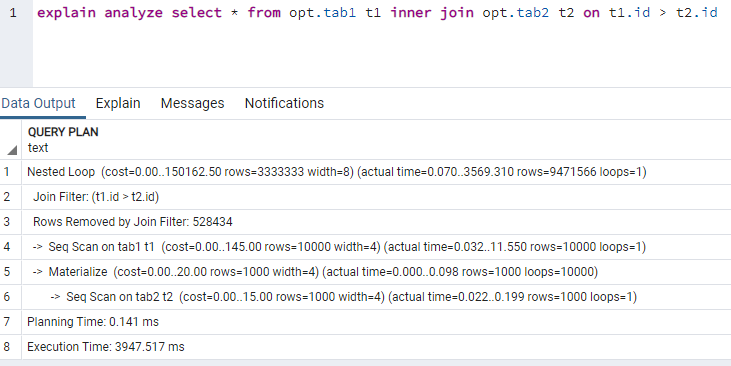 1 explain analyze select * from opt.tab1 t1 inner join opt.tab2 t2 on t1.id > t2.id
Data Output Explain Messages Notifications
QUERY PLAN
text
1 Nested Loop (cost=0.00..150162.50 rows=3333333 width=8) (actual time=0.070..3569.310 rows=9471566 loops=1)
2 Join Filter: (t1.id > t2.id)
3 Rows Removed by Join Filter: 528434
4 -> Seq Scan on tab1 t1 (cost=0.00..145.00 rows=10000 width=4) (actual time=0.032..11.550 rows=10000 loops=1)
5 -> Materialize (cost=0.00..20.00 rows=1000 width=4) (actual time=0.000..0.098 rows=1000 loops=10000)
6 -> Seq Scan on tab2 t2 (cost=0.00..15.00 rows=1000 width=4) (actual time=0.022..0.199 rows=1000 loops=1)
7 Planning Time: 0.141 ms
8 Execution Time: 3947.517 ms